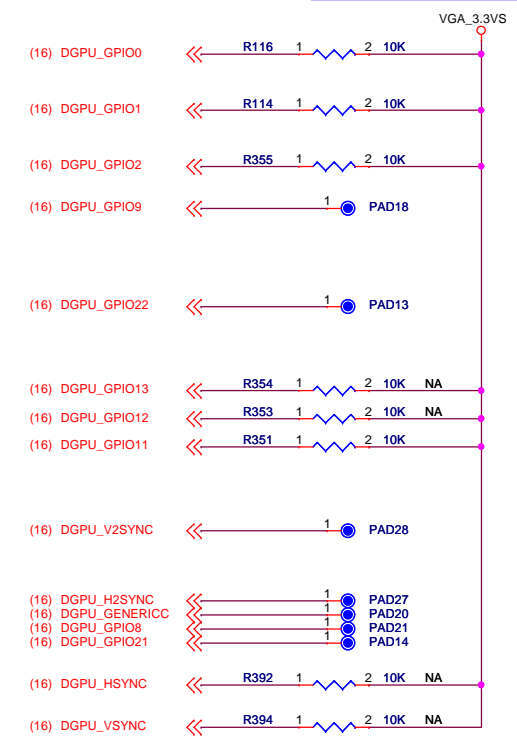 VGA_3.3VS
(16) DGPU_GPIO0 R116 1 2 10K
(16) DGPU_GPIO1 R114 1 2 10K
(16) DGPU_GPIO2 R355 1 2 10K
(16) DGPU_GPIO9 1 PAD18
(16) DGPU_GPIO22 1 PAD13
(16) DGPU_GPIO13 R354 1 2 10K NA
(16) DGPU_GPIO12 R353 1 2 10K NA
(16) DGPU_GPIO11 R351 1 2 10K
(16) DGPU_V2SYNC 1 PAD28
(16) DGPU_H2SYNC 1 PAD27
(16) DGPU_GENERICC 1 PAD20
(16) DGPU_GPIO8 1 PAD21
(16) DGPU_GPIO21 1 PAD14
(16) DGPU_HSYNC R392 1 2 10K NA
(16) DGPU_VSYNC R394 1 2 10K NA